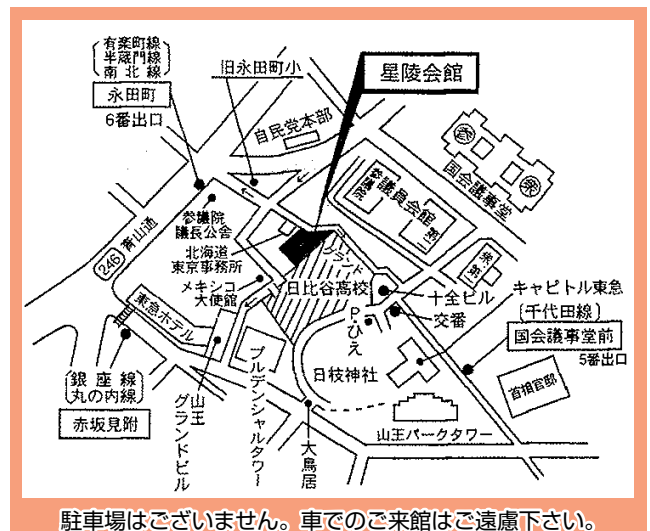 有楽町線
半蔵門線
南北線
永田町
6番出口
旧永田町小
星陵会館
自民党本部
参
衆
国会議事堂
参議院
議員会館
第二
衆第一
参議院
議長公舎
北海道
東京事務所
メキシコ
大使館
246
青山通
グランド
日比谷高校
十全ビル
交番
Pひえ
キャピトル東急
千代田線
国会議事堂前
5番出口
東急ホテル
日枝神社
首相官邸
銀座線
丸の内線
赤坂見附
山王
グランドビル
プルデンシャルタワー
大鳥居
山王パークタワー
駐車場はございません。車でのご来館はご遠慮下さい。